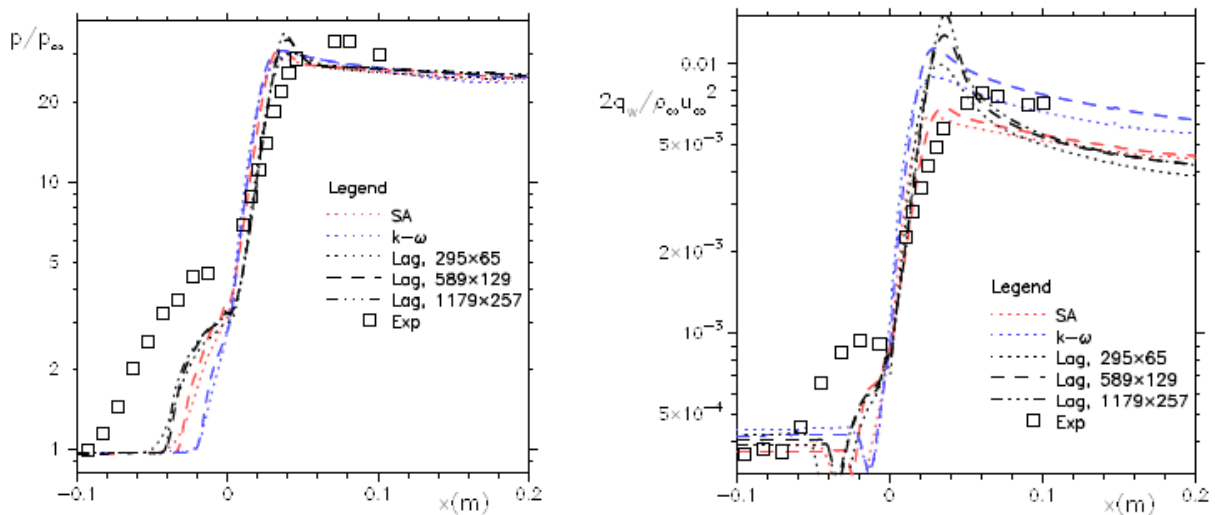 p/p∞
20
10
5
2
1
-0.1
0
0.1
0.2
x(m)
Legend
SA
k-ω
Lag, 295×65
Lag, 589×129
Lag, 1179×257
Exp
2q_w/ρ∞u∞²
0.01
5×10⁻³
2×10⁻³
10⁻³
5×10⁻⁴
-0.1
0
0.1
0.2
x(m)
Legend
SA
k-ω
Lag, 295×65
Lag, 589×129
Lag, 1179×257
Exp